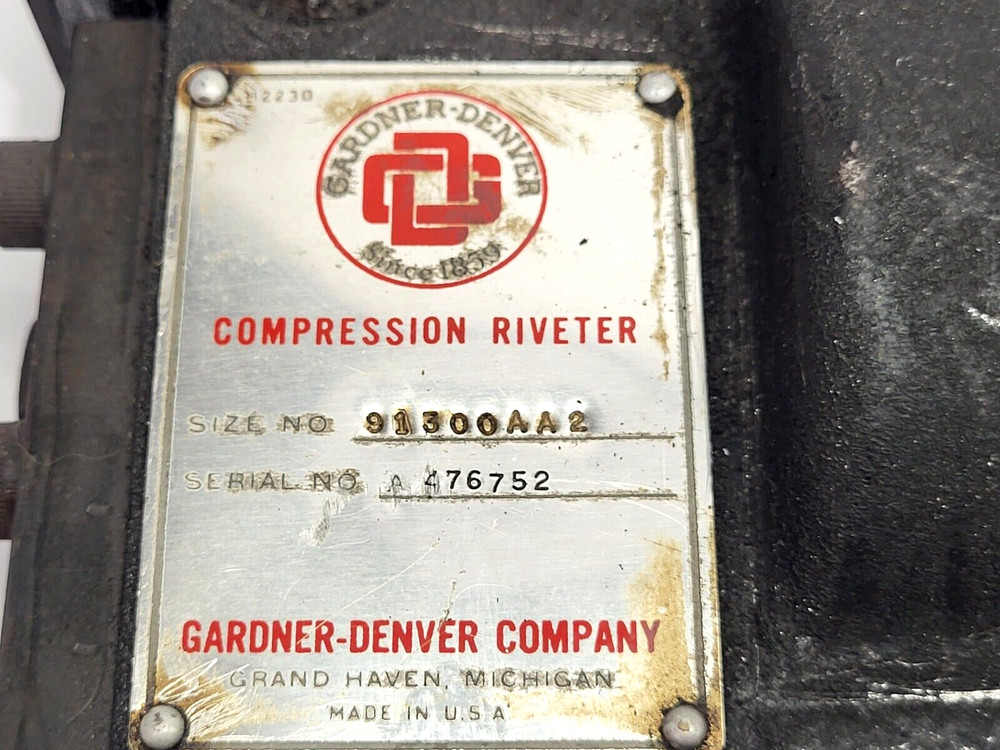 GARDNER-DENVER
Since 1859
COMPRESSION RIVETER
SIZE NO. 91300AA2
SERIAL NO. A 476752
GARDNER-DENVER COMPANY
GRAND HAVEN, MICHIGAN
MADE IN U.S.A